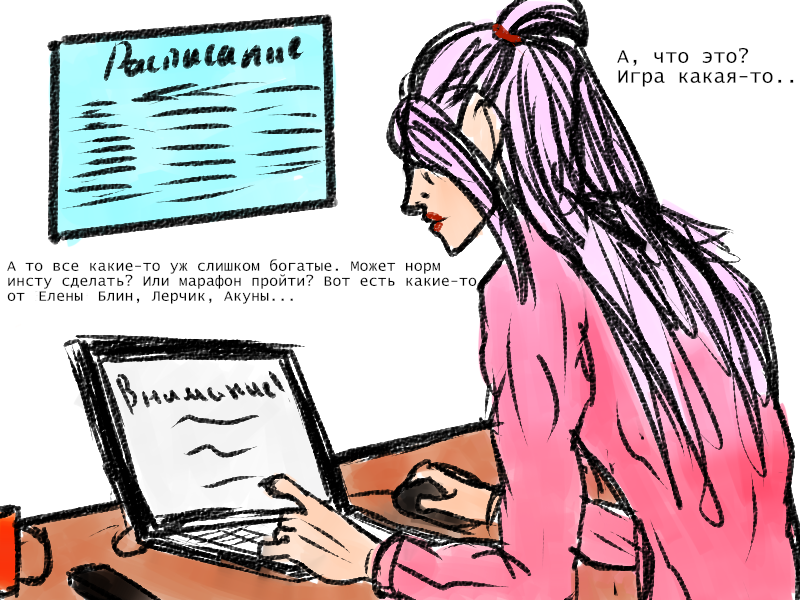 Расписание
А, что это?
Игра какая-то..
А то все какие-то уж слишком богатые. Может норм
инсту сделать? Или марафон пройти? Вот есть какие-то
от Елены Блин, Лерчик, Акуны...
Внимание!